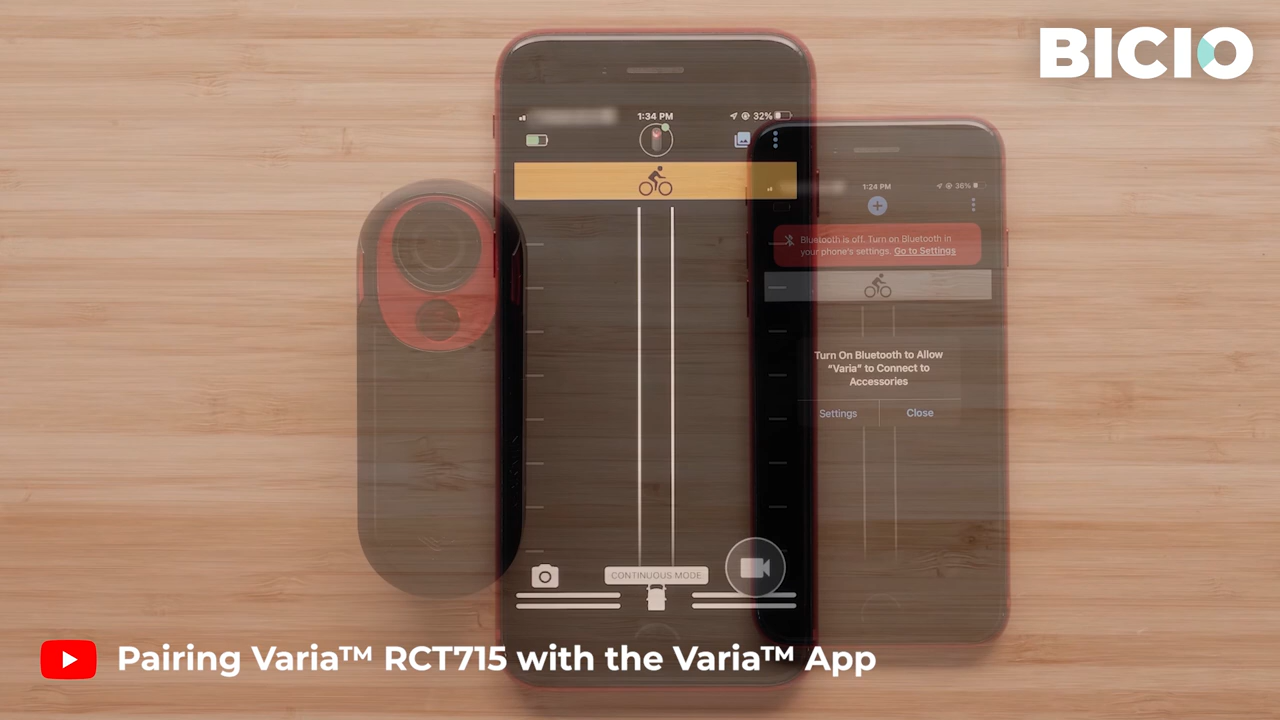 BICIO
1:34 PM
32%
1:24 PM
36%
Bluetooth is off. Turn on Bluetooth in
your phone's settings. Go to Settings
Turn On Bluetooth to Allow
“Varia” to Connect to
Accessories
Settings
Close
CONTINUOUS MODE
Pairing Varia™ RCT715 with the Varia™ App